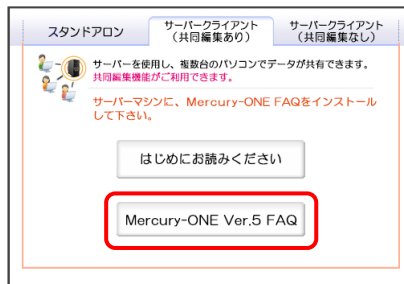 スタンドアロン
サーバークライアント
（共同編集あり）
サーバークライアント
（共同編集なし）
サーバーを使用し、複数台のパソコンでデータが共有できます。
共同編集機能がご利用できます。
サーバーマシンに、Mercury-ONE FAQをインストール
して下さい。
はじめにお読みください
Mercury-ONE Ver.5 FAQ